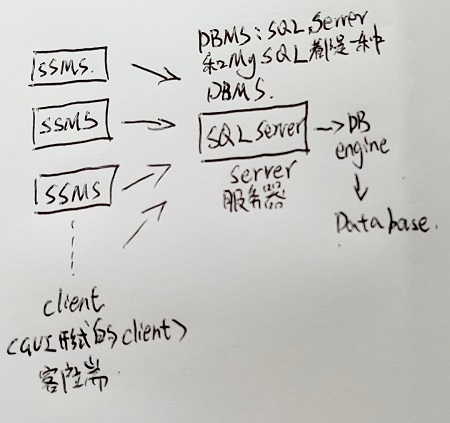 SSMS.
SSMS
SSMS
client
(GUI形式的client)
客户端
DBMS:SQL Server
和MySQL都是一种
DBMS.
SQL Server
server
服务器
DB
engine
Database.